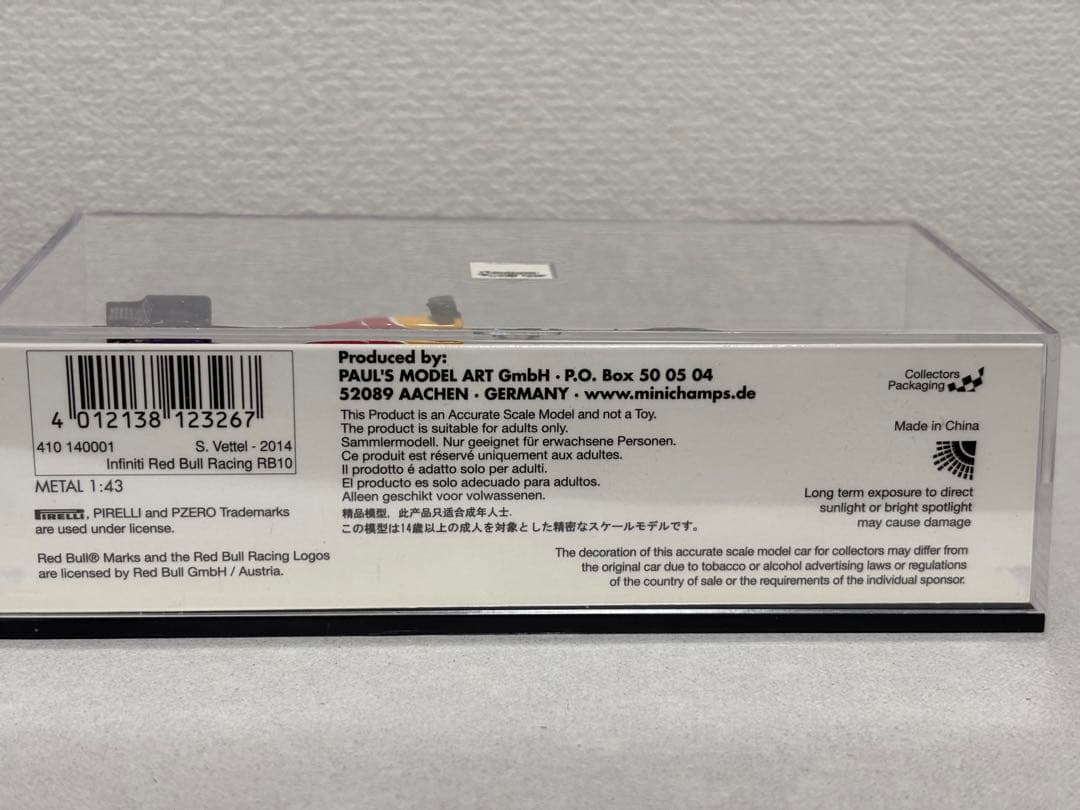 4 012138 123267
410 140001 S. Vettel - 2014
Infiniti Red Bull Racing RB10
METAL 1:43
PIRELLI, PIRELLI and PZERO Trademarks
are used under license.
Red Bull® Marks and the Red Bull Racing Logos
are licensed by Red Bull GmbH / Austria.
Produced by:
PAUL'S MODEL ART GmbH · P.O. Box 50 05 04
52089 AACHEN · GERMANY · www.minichamps.de
This Product is an Accurate Scale Model and not a Toy.
The product is suitable for adults only.
Sammlermodell. Nur geeignet für erwachsene Personen.
Ce produit est réservé uniquement aux adultes.
Il prodotto é adatto solo per adulti.
El producto es solo adecuado para adultos.
Alleen geschikt voor volwassenen.
精品模型，此产品只适合成年人士.
この模型は14歳以上の成人を対象とした精密なスケールモデルです。
Collectors
Packaging
Made in China
Long term exposure to direct
sunlight or bright spotlight
may cause damage
The decoration of this accurate scale model car for collectors may differ from
the original car due to tobacco or alcohol advertising laws or regulations
of the country of sale or the requirements of the individual sponsor.